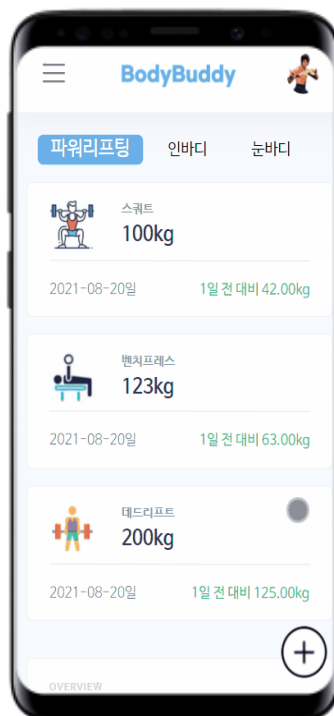 BodyBuddy
파워리프팅 인바디 눈바디
스쿼트
100kg
2021-08-20일 1일 전 대비 42.00kg
벤치프레스
123kg
2021-08-20일 1일 전 대비 63.00kg
데드리프트
200kg
2021-08-20일 1일 전 대비 125.00kg
OVERVIEW